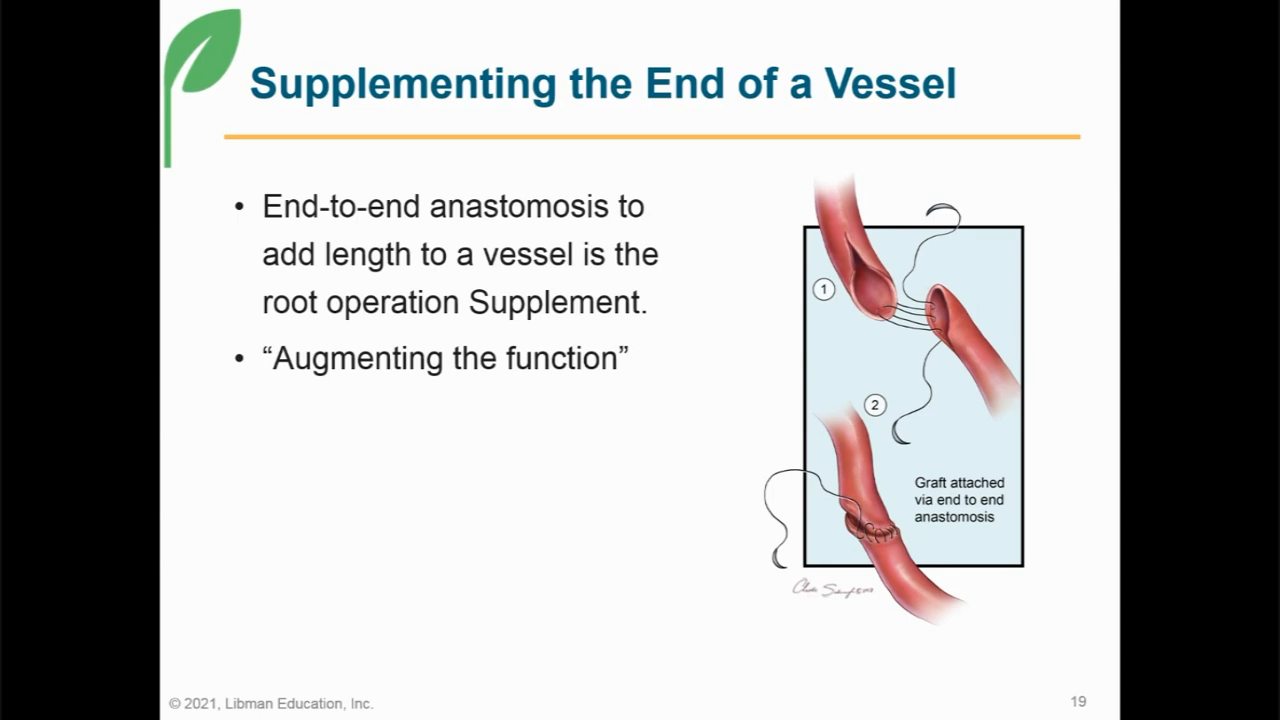 Supplementing the End of a Vessel
• End-to-end anastomosis to
add length to a vessel is the
root operation Supplement.
• “Augmenting the function”
1
2
Graft attached
via end to end
anastomosis
© 2021, Libman Education, Inc.
19